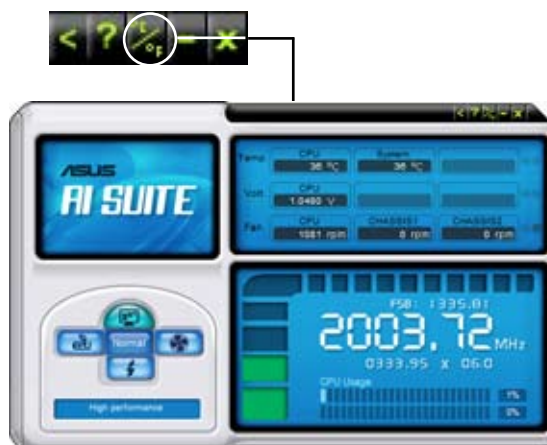 < ? °C/°F - x
< ? °C/°F - x
ASUS
AI SUITE
Temp CPU System
36 °C 36 °C
Volt CPU
1.0480 V
Fan CPU CHASSIS1 CHASSIS2
1081 rpm 0 rpm 0 rpm
FSB: 1335.81
2003.72 MHz
0333.95 x 06.0
CPU Usage
1%
0%
Normal
High performance